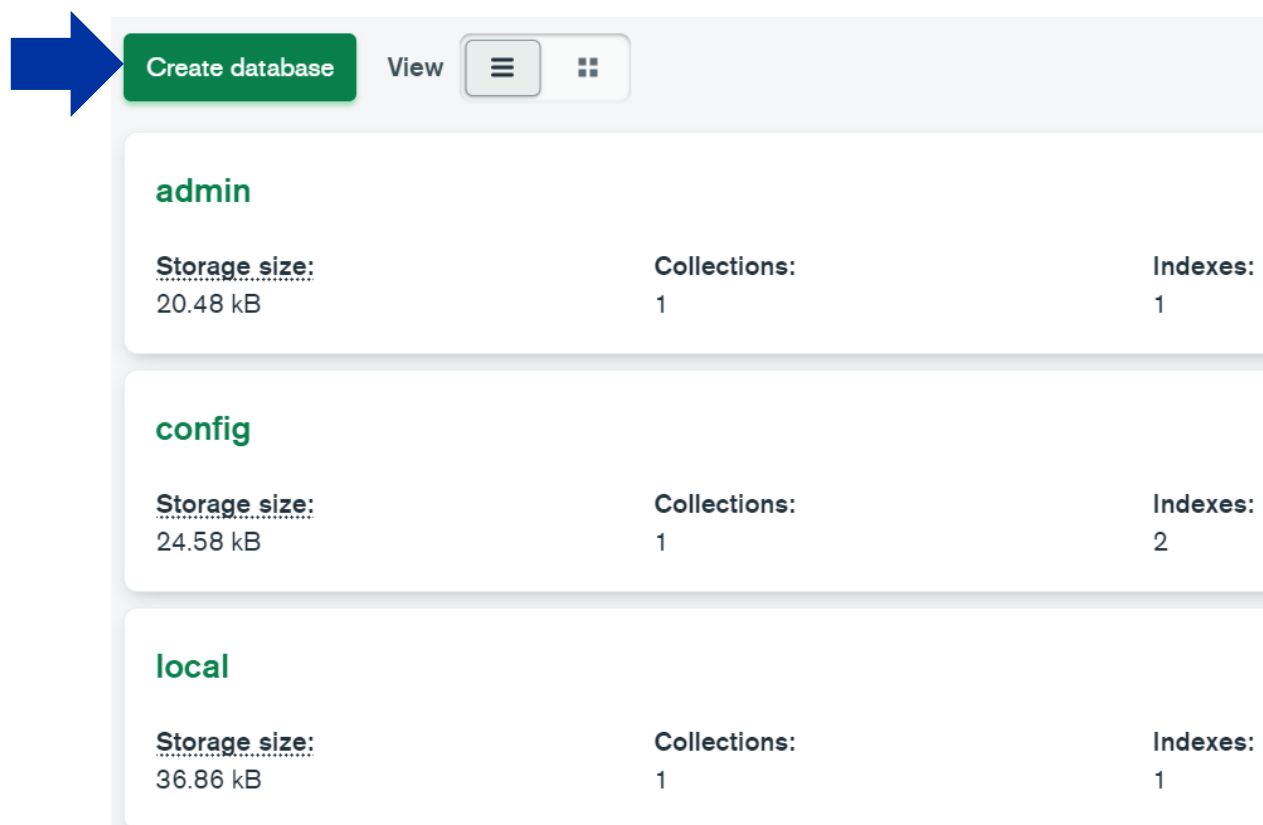 Create database View
admin
Storage size: Collections: Indexes:
20.48 kB 1 1
config
Storage size: Collections: Indexes:
24.58 kB 1 2
local
Storage size: Collections: Indexes:
36.86 kB 1 1